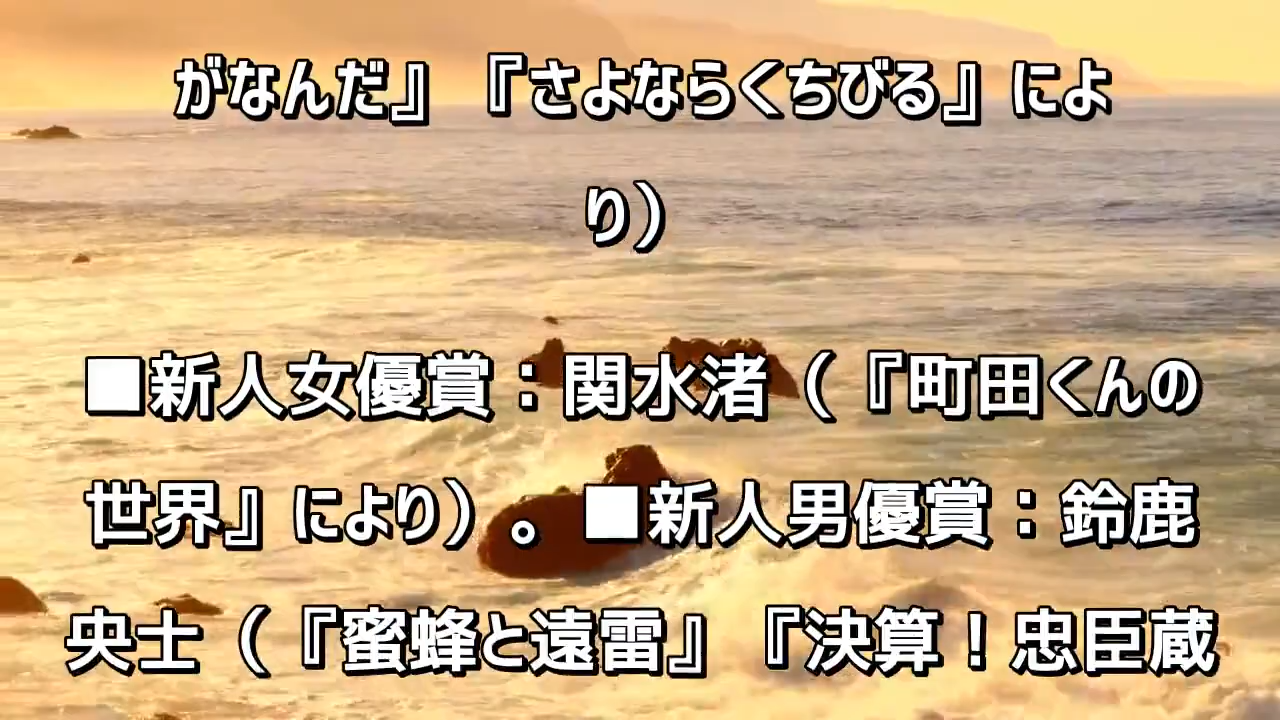 がなんだ』『さよならくちびる』によ
り）
■新人女優賞：関水渚（『町田くんの
世界』により）。■新人男優賞：鈴鹿
央士（『蜜蜂と遠雷』『決算！忠臣蔵